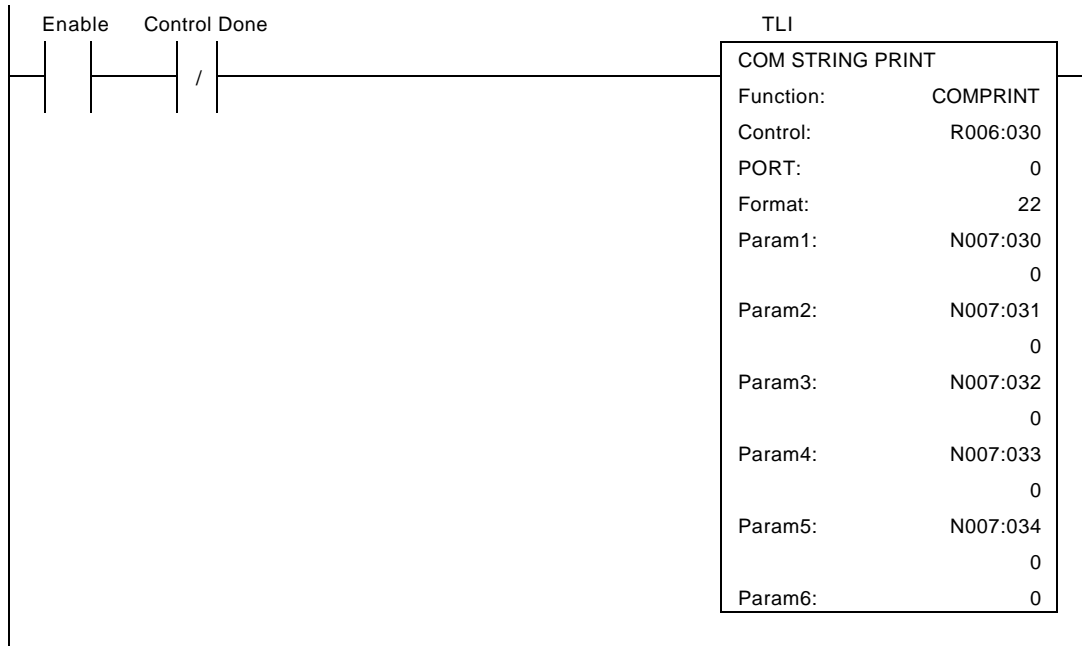 Enable Control Done TLI
COM STRING PRINT
/
Function: COMPRINT
Control: R006:030
PORT: 0
Format: 22
Param1: N007:030
0
Param2: N007:031
0
Param3: N007:032
0
Param4: N007:033
0
Param5: N007:034
0
Param6: 0